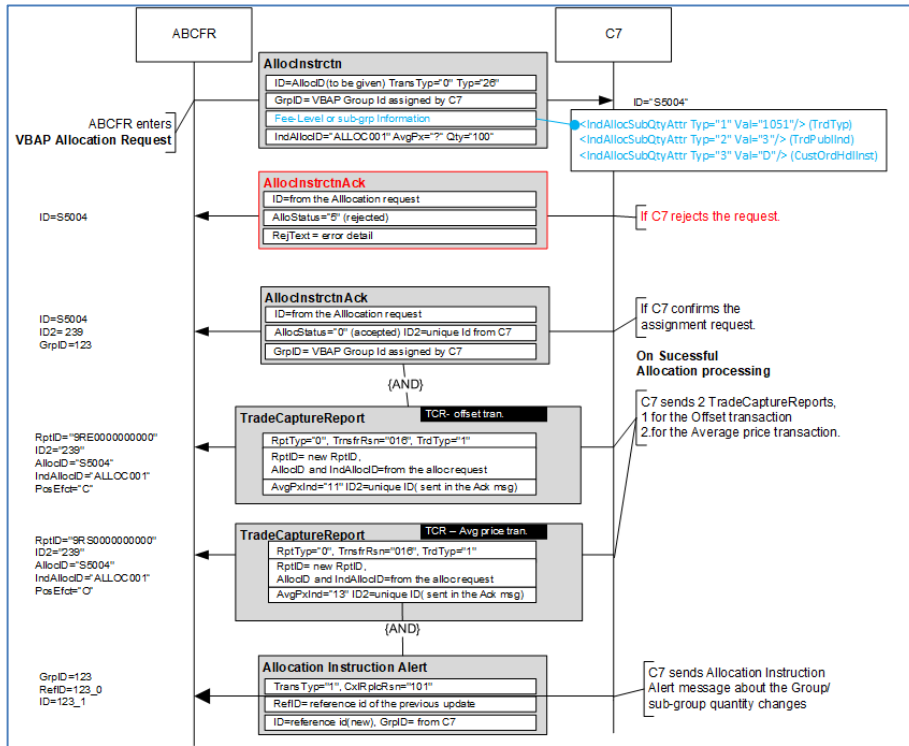 ABCFR
C7
AllocInstrctn
ID=AllocID(to be given) TransTyp="0" Typ="26"
GrpID= VBAP Group Id assigned by C7
Fee-Level or sub-grp Information
IndAllocID="ALLOC001" AvgPx="?" Qty="100"
ABCFR enters
VBAP Allocation Request
ID="S5004"
<IndAllocSubQtyAttr Typ="1" Val="1051"/> (TrdTyp)
<IndAllocSubQtyAttr Typ="2" Val="3"/> (TrdPubIInd)
<IndAllocSubQtyAttr Typ="3" Val="D"/> (CustOrdHdlInst)
AllocInstrctnAck
ID=from the Alllocation request
AlloStatus="5" (rejected)
RejText = error detail
ID=S5004
If C7 rejects the request.
AllocInstrctnAck
ID=from the Alllocation request
AllocStatus="0" (accepted) ID2=unique Id from C7
GrpID= VBAP Group Id assigned by C7
ID=S5004
ID2= 239
GrpID=123
If C7 confirms the
assignment request.
On Sucessful
Allocation processing
{AND}
C7 sends 2 TradeCaptureReports,
1 for the Offset transaction
2.for the Average price transaction.
TradeCaptureReport
TCR- offset tran.
RptTyp="0", TrnsfrRsn="016", TrdTyp="1"
RptID= new RptID,
AllocID and IndAllocID=from the alloc request
AvgPxInd="11" ID2=unique ID( sent in the Ack msg)
RptID="9RE0000000000"
ID2="239"
AllocID="S5004"
IndAllocID="ALLOC001"
PosEfct="C"
TradeCaptureReport
TCR – Avg price tran.
RptTyp="0", TrnsfrRsn="016", TrdTyp="1"
RptID= new RptID,
AllocID and IndAllocID=from the alloc request
AvgPxInd="13" ID2=unique ID( sent in the Ack msg)
RptID="9RS0000000000"
ID2="239"
AllocID="S5004"
IndAllocID="ALLOC001"
PosEfct="O"
{AND}
Allocation Instruction Alert
TransTyp="1", CxlRplcRsn="101"
RefID= reference id of the previous update
ID=reference id(new), GrpID= from C7
GrpID=123
RefID=123_0
ID=123_1
C7 sends Allocation Instruction
Alert message about the Group/
sub-group quantity changes